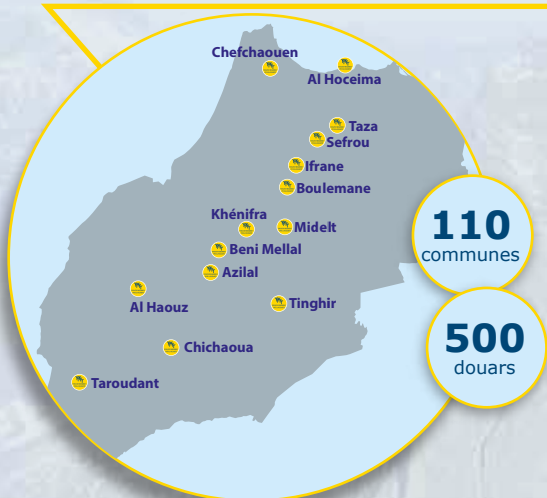 Chefchaouen
Al Hoceima
Taza
Sefrou
Ifrane
Boulemane
Khénifra
Midelt
Beni Mellal
Azilal
Al Haouz
Tinghir
Chichaoua
Taroudant
110
communes
500
douars